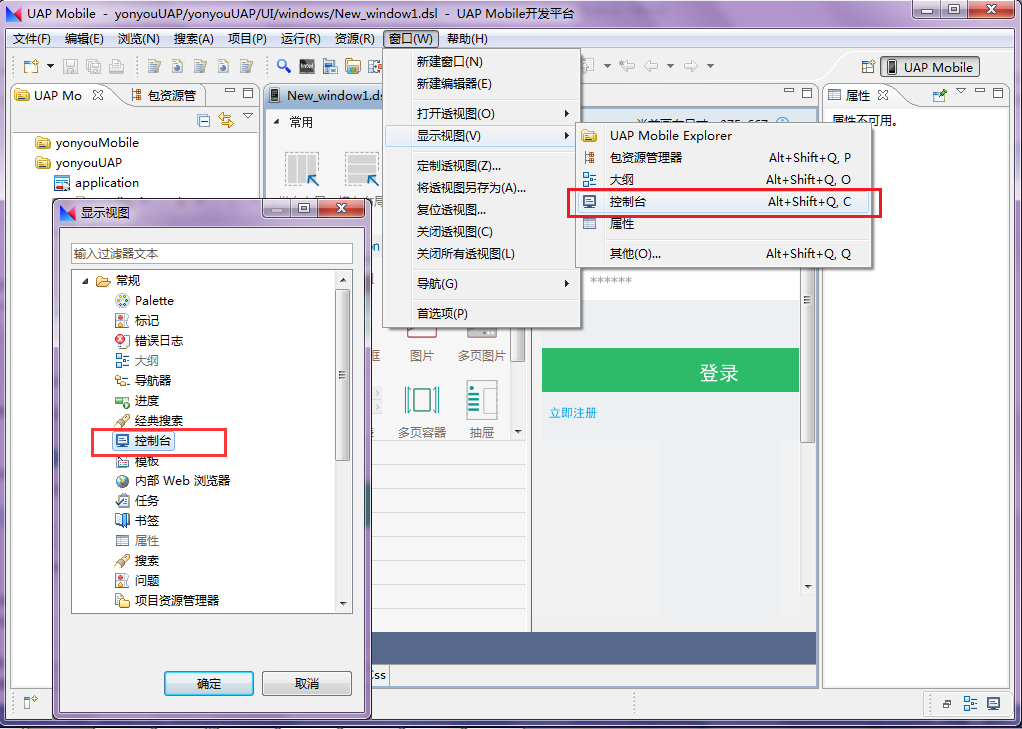 UAP Mobile - yonyouUAP/yonyouUAP/UI/windows/New_window1.dsl - UAP Mobile开发平台
文件(F) 编辑(E) 浏览(N) 搜索(A) 项目(P) 运行(R) 资源(R) 窗口(W) 帮助(H)
UAP Mobile
UAP Mo
包资源管
yonyouMobile
yonyouUAP
application
New_window1.ds
常用
新建窗口(N)
新建编辑器(E)
打开透视图(O)
显示视图(V)
定制透视图(Z)...
将透视图另存为(A)...
复位透视图...
关闭透视图(C)
关闭所有透视图(L)
导航(G)
首选项(P)
UAP Mobile Explorer
包资源管理器 Alt+Shift+Q, P
大纲 Alt+Shift+Q, O
控制台 Alt+Shift+Q, C
属性
其他(O)... Alt+Shift+Q, Q
属性
属性不可用。
显示视图
输入过滤器文本
常规
Palette
标记
错误日志
大纲
导航器
进度
经典搜索
控制台
模板
内部 Web 浏览器
任务
书签
属性
搜索
问题
项目资源管理器
确定
取消
框
图片
多页图片
多页容器
抽屉
******
登录
立即注册
Css